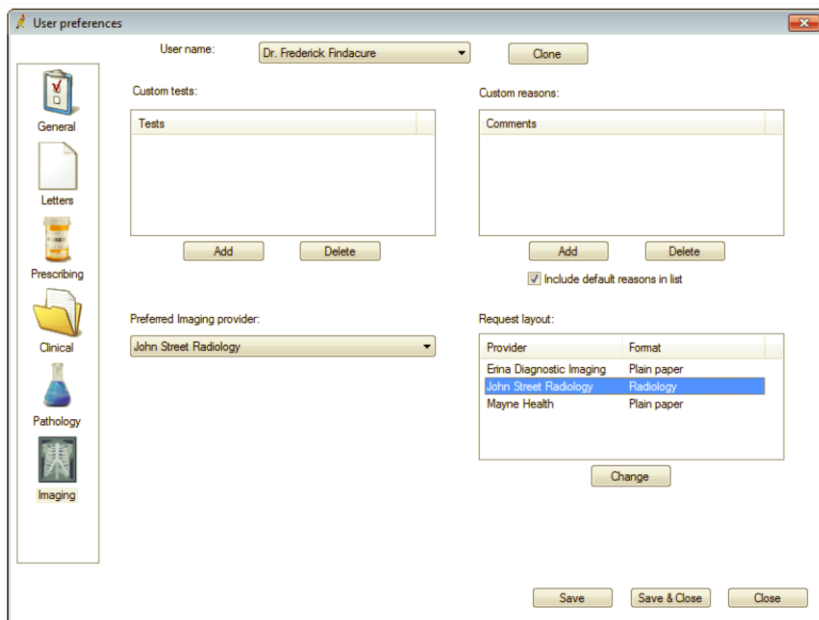 User preferences
User name:
Dr. Frederick Findacure
Clone
General
Letters
Prescribing
Clinical
Pathology
Imaging
Custom tests:
Tests
Add
Delete
Custom reasons:
Comments
Add
Delete
Include default reasons in list
Preferred Imaging provider:
John Street Radiology
Request layout:
Provider Format
Erina Diagnostic Imaging Plain paper
John Street Radiology Radiology
Mayne Health Plain paper
Change
Save
Save & Close
Close